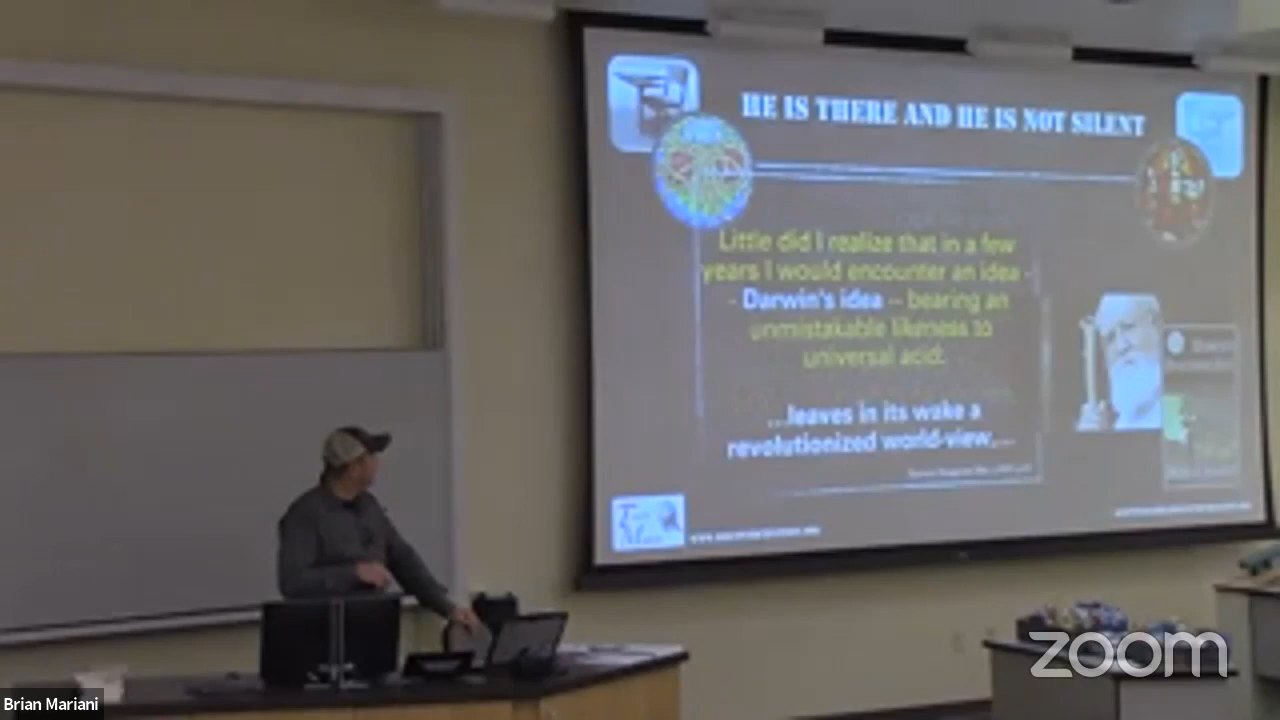 HE IS THERE AND HE IS NOT SILENT
Little did I realize that in a few
years I would encounter an idea -
- Darwin's idea – bearing an
unmistakable likeness to
universal acid:
...leaves in its wake a
revolutionized world-view,...
zoom
Brian Mariani